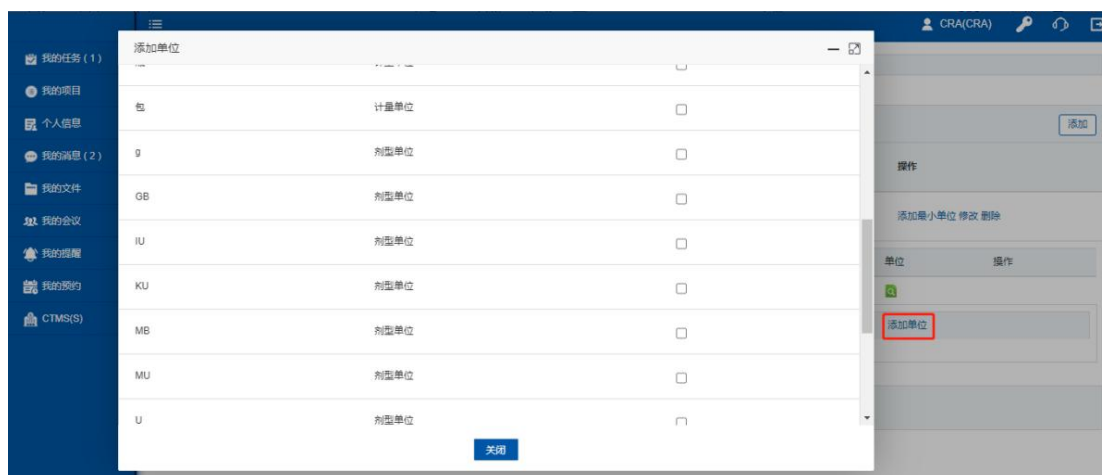 CRA(CRA)
我的任务 (1)
我的项目
个人信息
我的消息 (2)
我的文件
我的会议
我的提醒
我的预约
CTMS(S)
添加单位
包 计量单位
g 剂型单位
GB 剂型单位
IU 剂型单位
KU 剂型单位
MB 剂型单位
MU 剂型单位
U 剂型单位
关闭
添加
操作
添加最小单位 修改 删除
单位 操作
添加单位